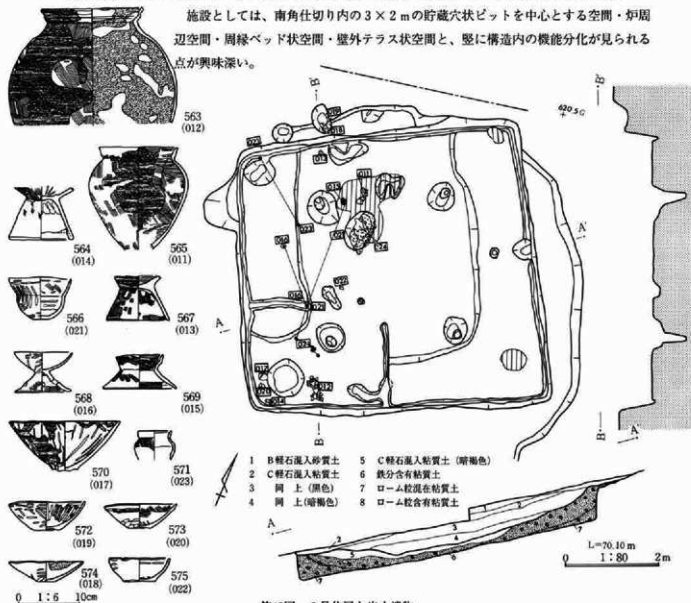 施設としては、南角仕切り内の3×2mの貯蔵穴状ピットを中心とする空間・炉周
辺空間・周縁ベッド状空間・壁外テラス状空間と、竪に構造内の機能分化が見られる
点が興味深い。
563
(012)
564
(014)
565
(011)
566
(021)
567
(013)
568
(016)
569
(015)
570
(017)
571
(023)
572
(019)
573
(020)
574
(018)
575
(022)
0 1:6 10cm
B'
B'
A'
A
B
B
A'
1 B軽石混入砂質土
2 C軽石混入粘質土
3 同上(黒色)
4 同上(暗褐色)
5 C軽石混入粘質土(暗褐色)
6 鉄分含有粘質土
7 ローム粒混在粘質土
8 ローム粒含有粘質土
A
2
3
4
5
6
7
7
L=70.10m
0 1:80 2m